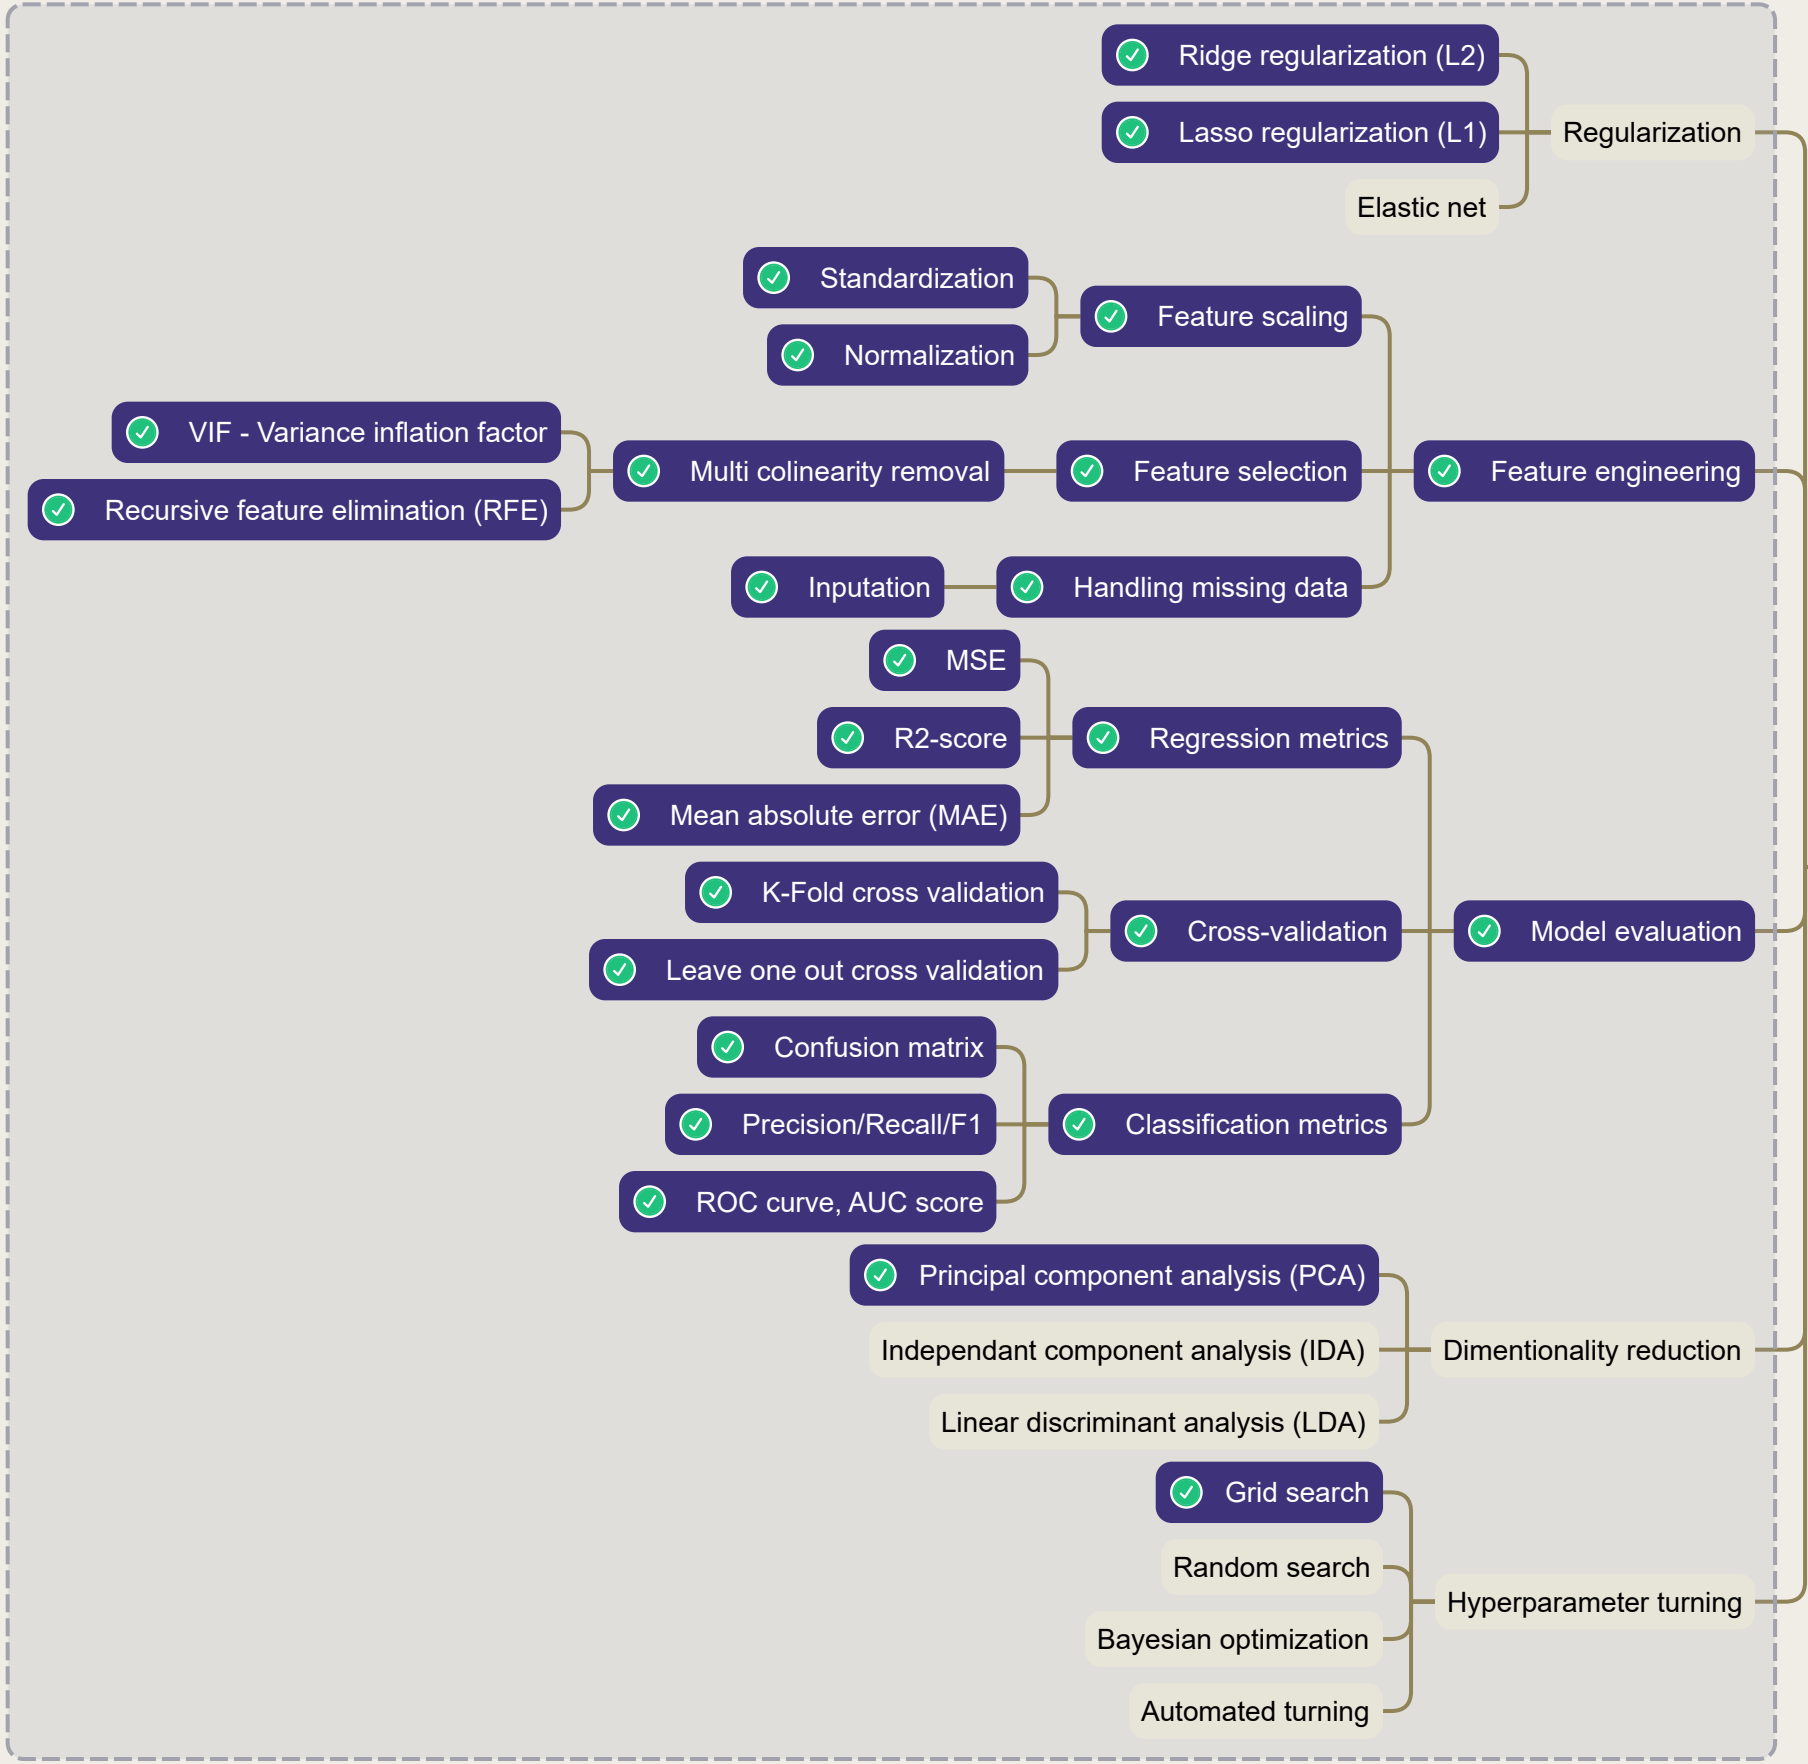 Ridge regularization (L2)
Lasso regularization (L1)
Regularization
Elastic net
Standardization
Feature scaling
Normalization
VIF - Variance inflation factor
Multi colinearity removal
Feature selection
Feature engineering
Recursive feature elimination (RFE)
Inputation
Handling missing data
MSE
R2-score
Regression metrics
Mean absolute error (MAE)
K-Fold cross validation
Cross-validation
Model evaluation
Leave one out cross validation
Confusion matrix
Precision/Recall/F1
Classification metrics
ROC curve, AUC score
Principal component analysis (PCA)
Independant component analysis (IDA)
Dimentionality reduction
Linear discriminant analysis (LDA)
Grid search
Random search
Hyperparameter turning
Bayesian optimization
Automated turning